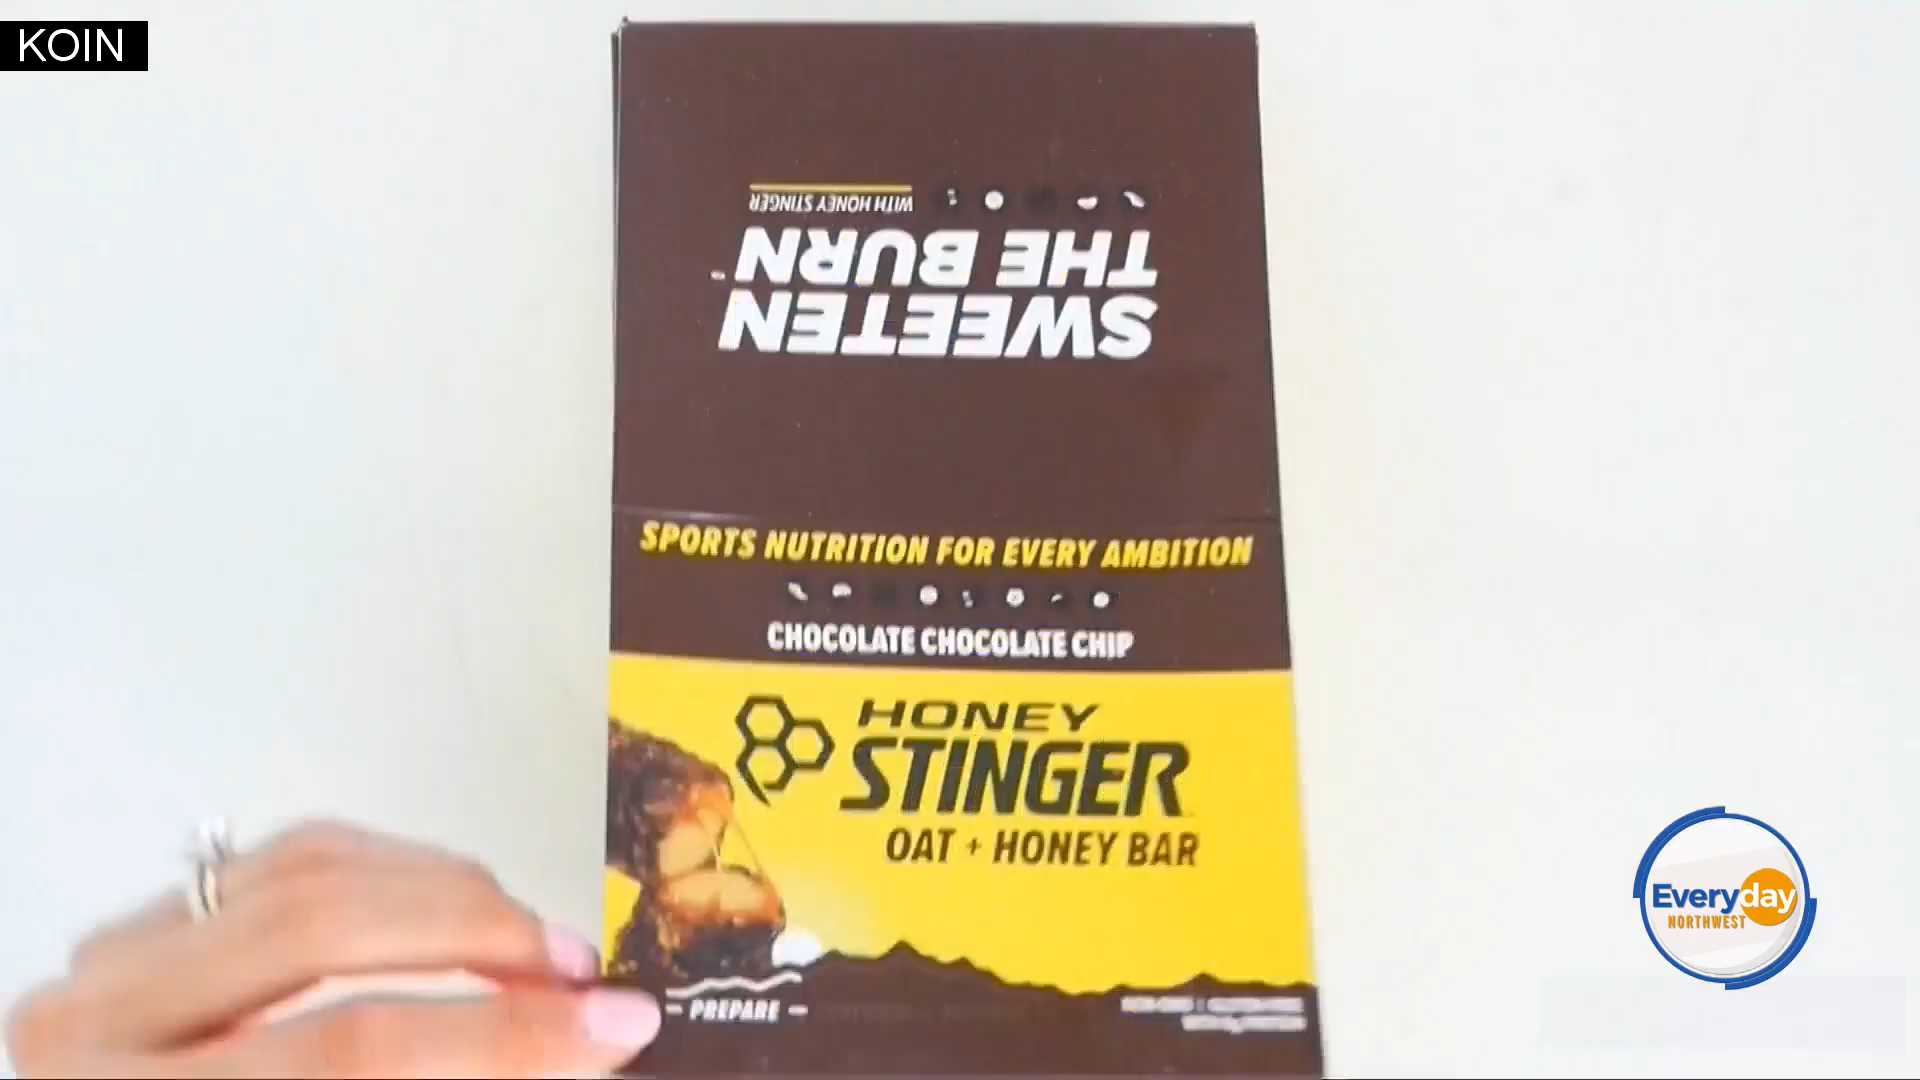 KOIN
SWEETEN
THE BURN™
WITH HONEY STINGER
SPORTS NUTRITION FOR EVERY AMBITION
CHOCOLATE CHOCOLATE CHIP
HONEY
STINGER
OAT + HONEY BAR
PREPARE
Everyday
NORTHWEST